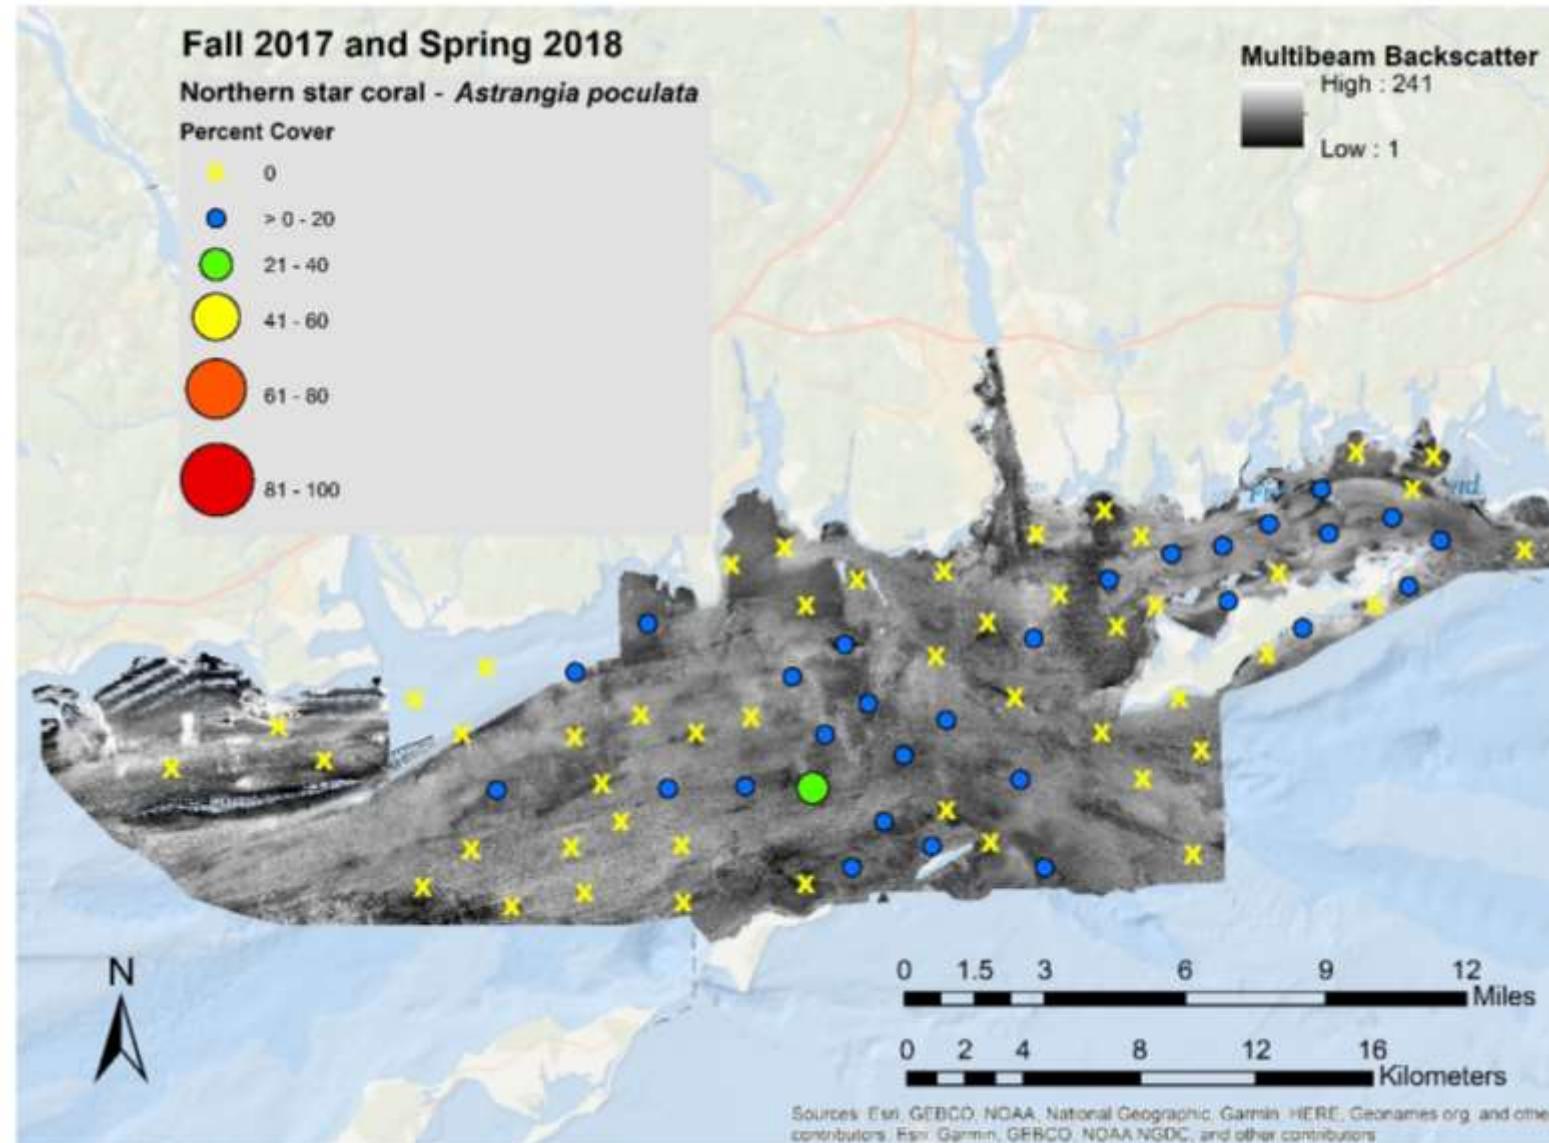 Fall 2017 and Spring 2018
Northern star coral - Astrangia poculata
Percent Cover
0
> 0 - 20
21 - 40
41 - 60
61 - 80
81 - 100
Multibeam Backscatter
High : 241
Low : 1
N
0 1.5 3 6 9 12
Miles
0 2 4 8 12 16
Kilometers
Sources: Esri, GEBCO, NOAA, National Geographic, Garmin, HERE, Geonames.org, and othe
contributors, Esri, Garmin, GEBCO, NOAA NGDC, and other contributors